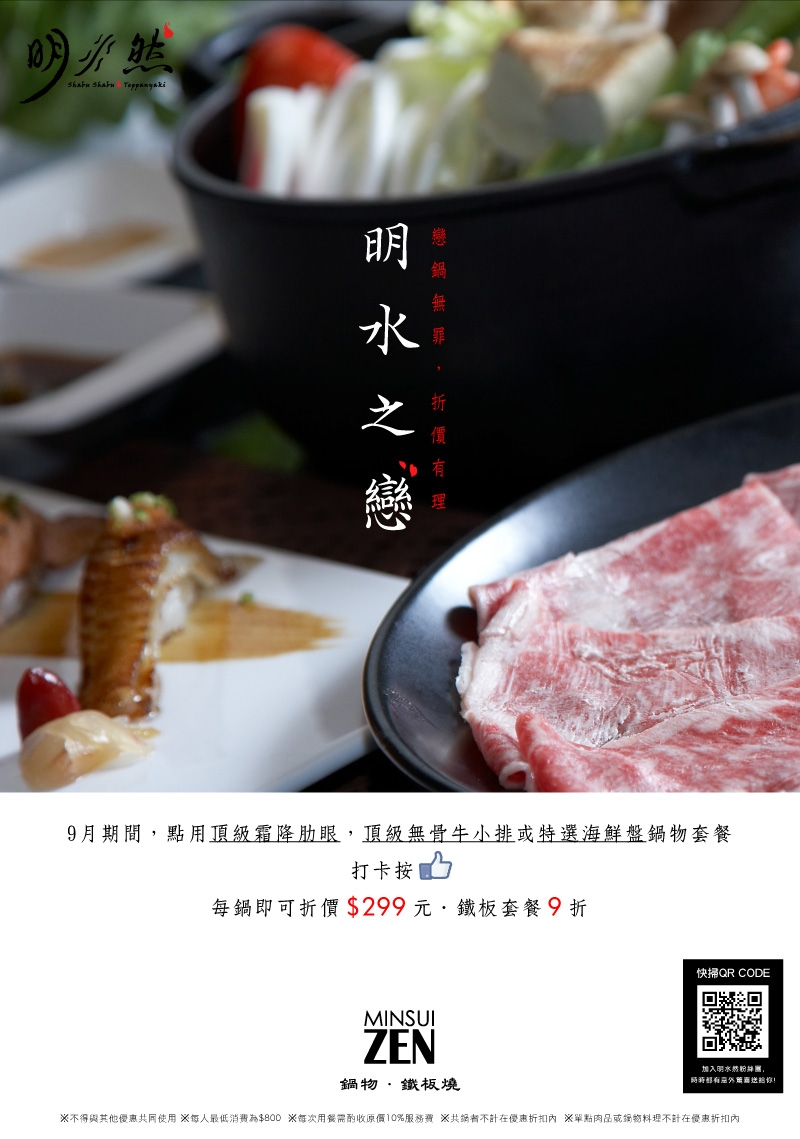 明水然
Shabu Shabu Teppanyaki
明水之戀
戀鍋無罪，折價有理
9月期間，點用頂級霜降肋眼，頂級無骨牛小排或特選海鮮盤鍋物套餐
打卡按
每鍋即可折價 $299 元．鐵板套餐 9 折
快掃QR CODE
加入明水然粉絲團，
時時都有意外驚喜送給你!
MINSUI
ZEN
鍋物．鐵板燒
※不得與其他優惠共同使用 ※每人最低消費為$800 ※每次用餐需酌收原價10%服務費 ※共鍋者不計在優惠折扣內 ※單點肉品或鍋物料理不計在優惠折扣內